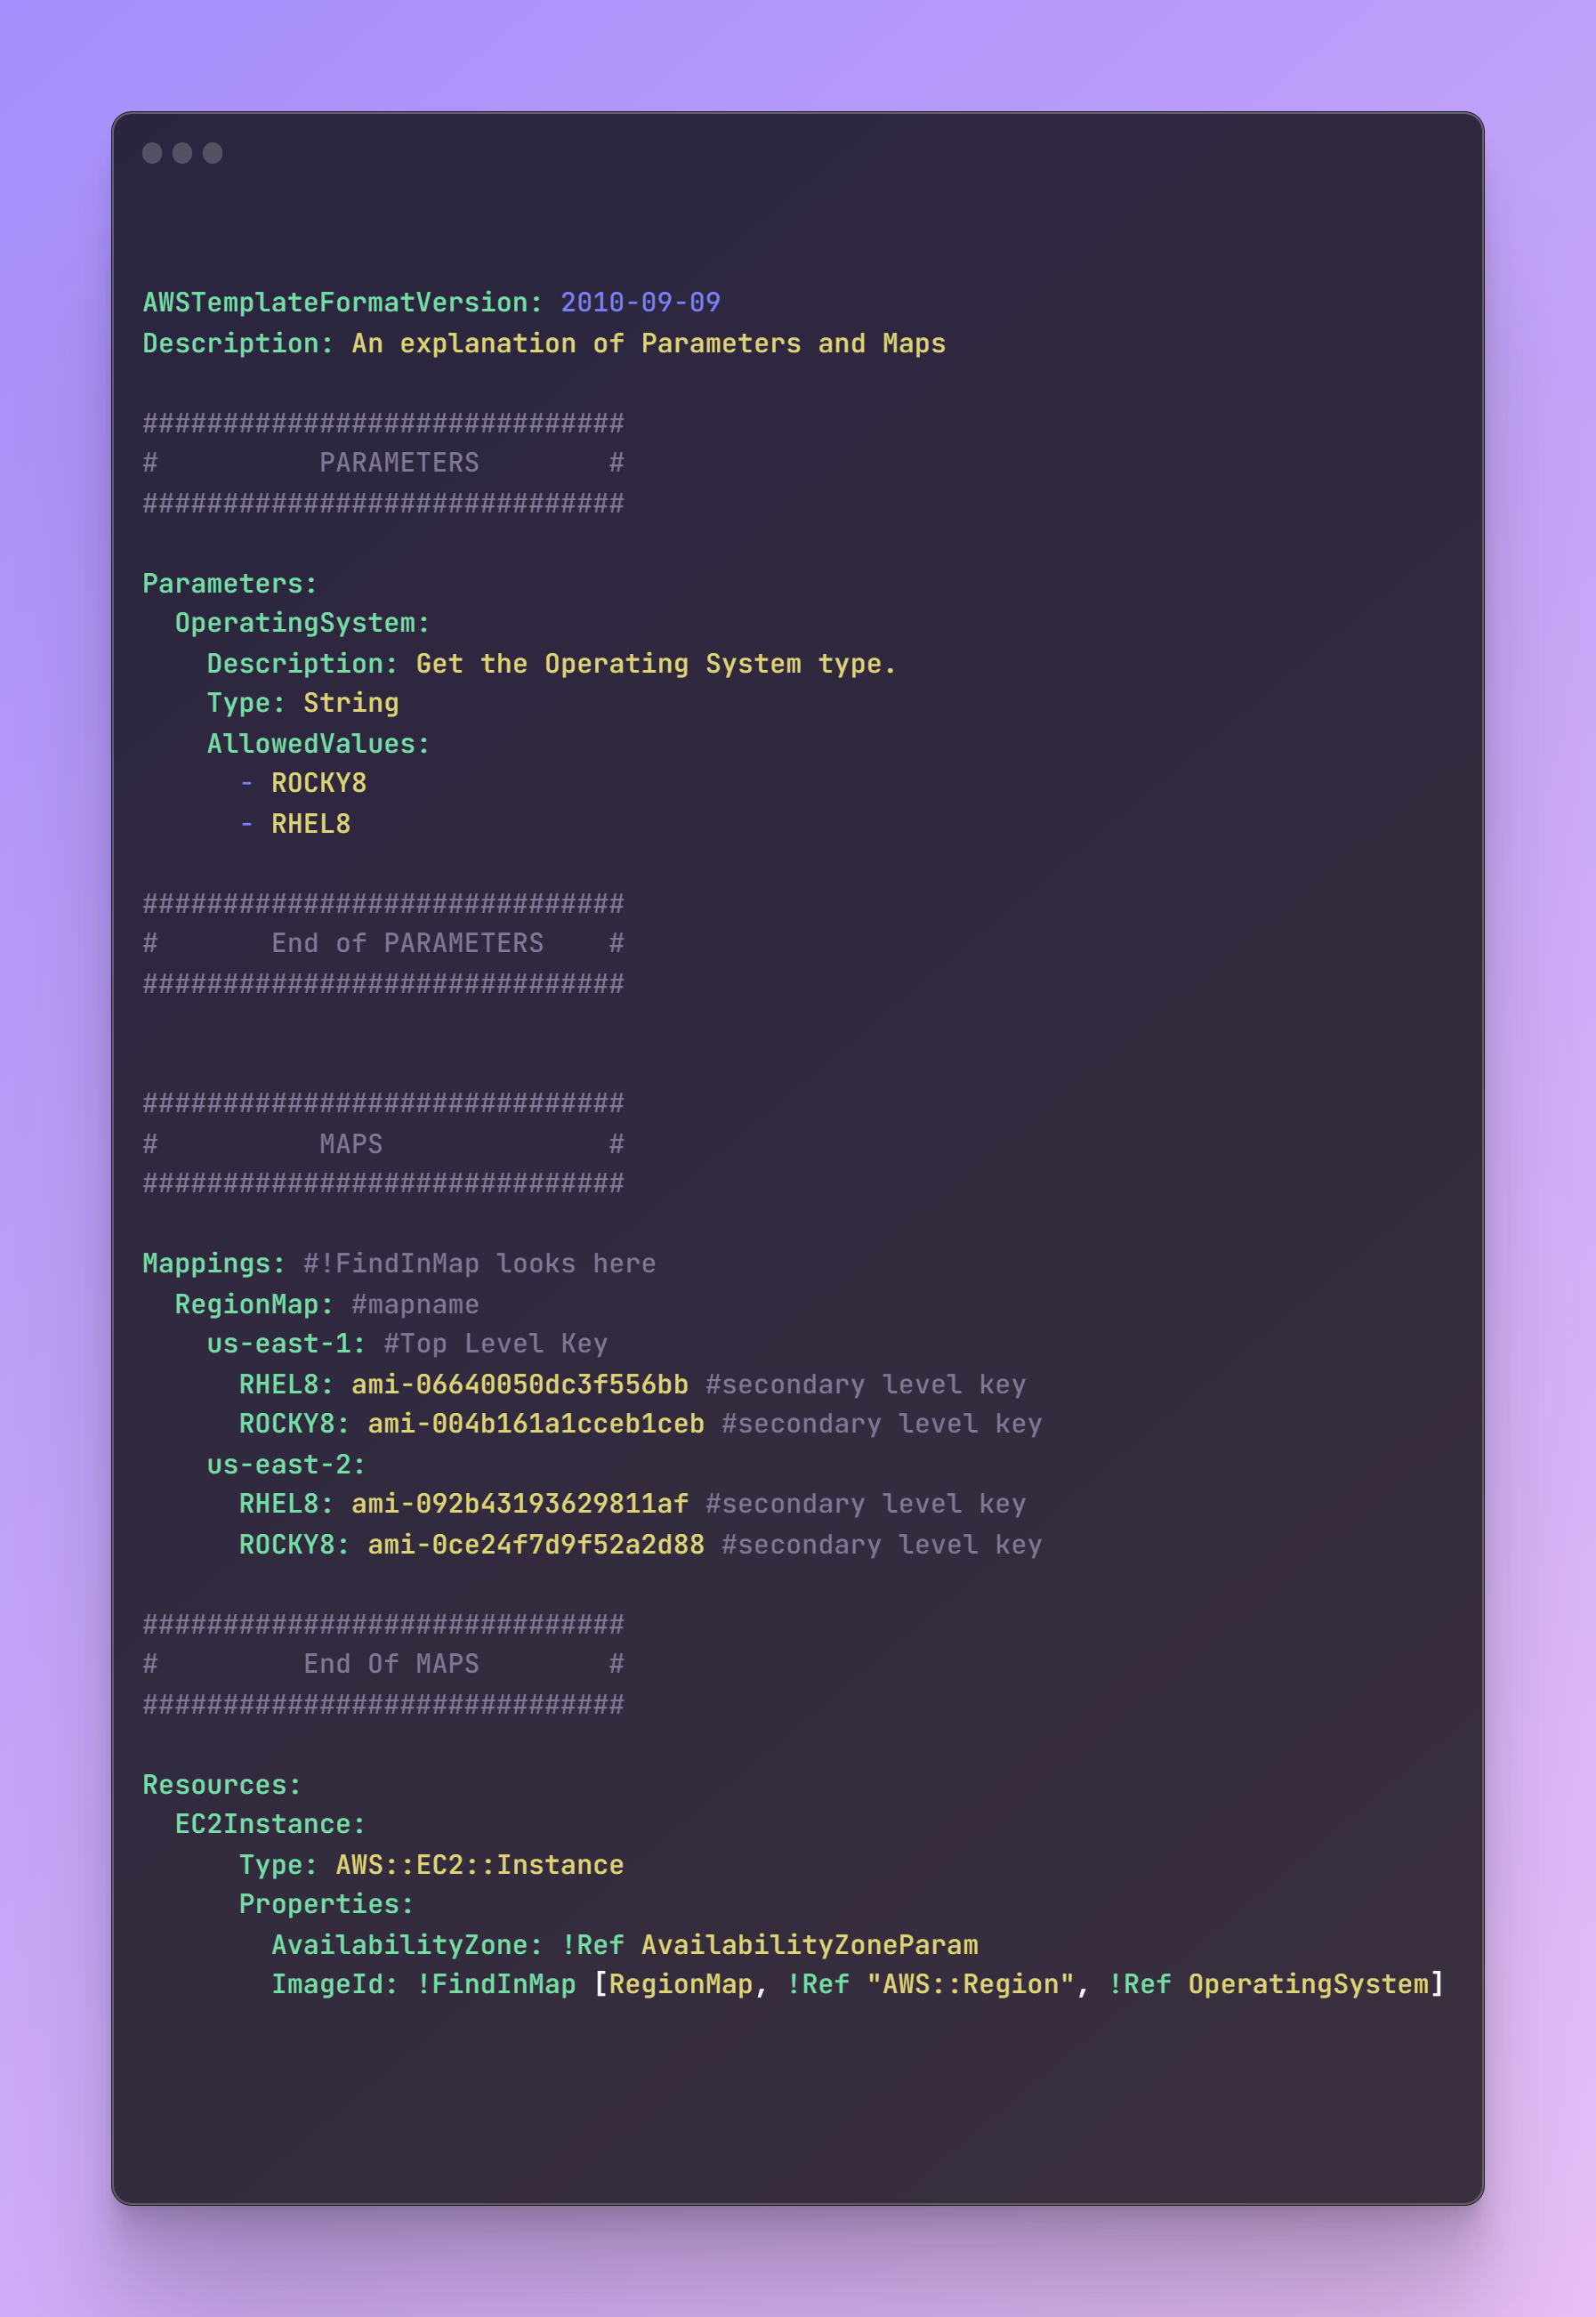 AWSTemplateFormatVersion: 2010-09-09
Description: An explanation of Parameters and Maps
##############################
#          PARAMETERS        #
##############################
Parameters:
  OperatingSystem:
    Description: Get the Operating System type.
    Type: String
    AllowedValues:
      - ROCKY8
      - RHEL8
##############################
#       End of PARAMETERS    #
##############################
##############################
#          MAPS              #
##############################
Mappings: #!FindInMap looks here
  RegionMap: #mapname
    us-east-1: #Top Level Key
      RHEL8: ami-06640050dc3f556bb #secondary level key
      ROCKY8: ami-004b161a1cceb1ceb #secondary level key
    us-east-2:
      RHEL8: ami-092b43193629811af #secondary level key
      ROCKY8: ami-0ce24f7d9f52a2d88 #secondary level key
##############################
#         End Of MAPS        #
##############################
Resources:
  EC2Instance:
      Type: AWS::EC2::Instance
      Properties:
        AvailabilityZone: !Ref AvailabilityZoneParam
        ImageId: !FindInMap [RegionMap, !Ref "AWS::Region", !Ref OperatingSystem]